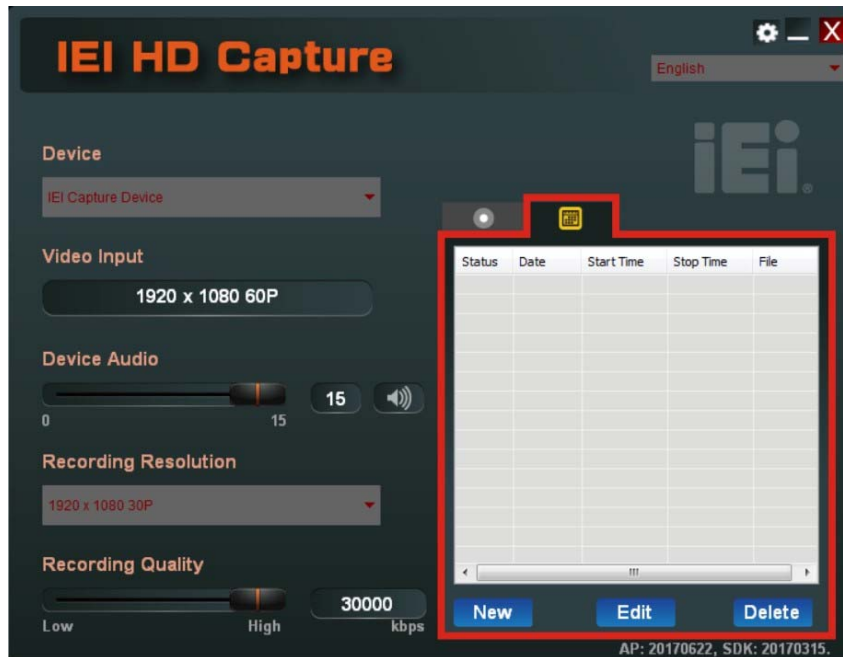 IEI HD Capture
X
English
iEi®
Device
IEI Capture Device
Video Input
1920 x 1080 60P
Device Audio
15
0 15
Recording Resolution
1920 x 1080 30P
Recording Quality
30000
Low High kbps
Status Date Start Time Stop Time File
New Edit Delete
AP: 20170622, SDK: 20170315.